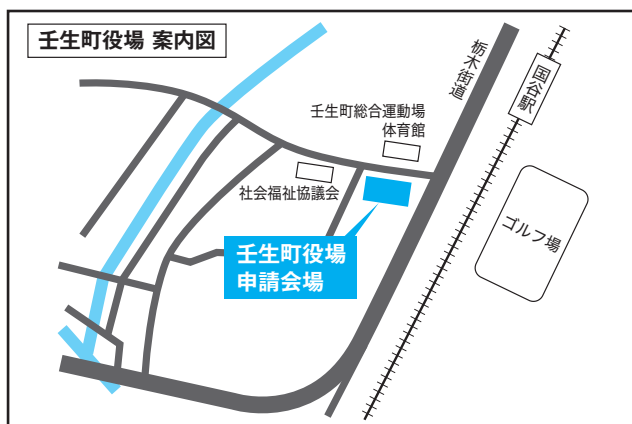 壬生町役場 案内図
栃木街道
国谷駅
壬生町総合運動場
体育館
社会福祉協議会
ゴルフ場
壬生町役場
申請会場